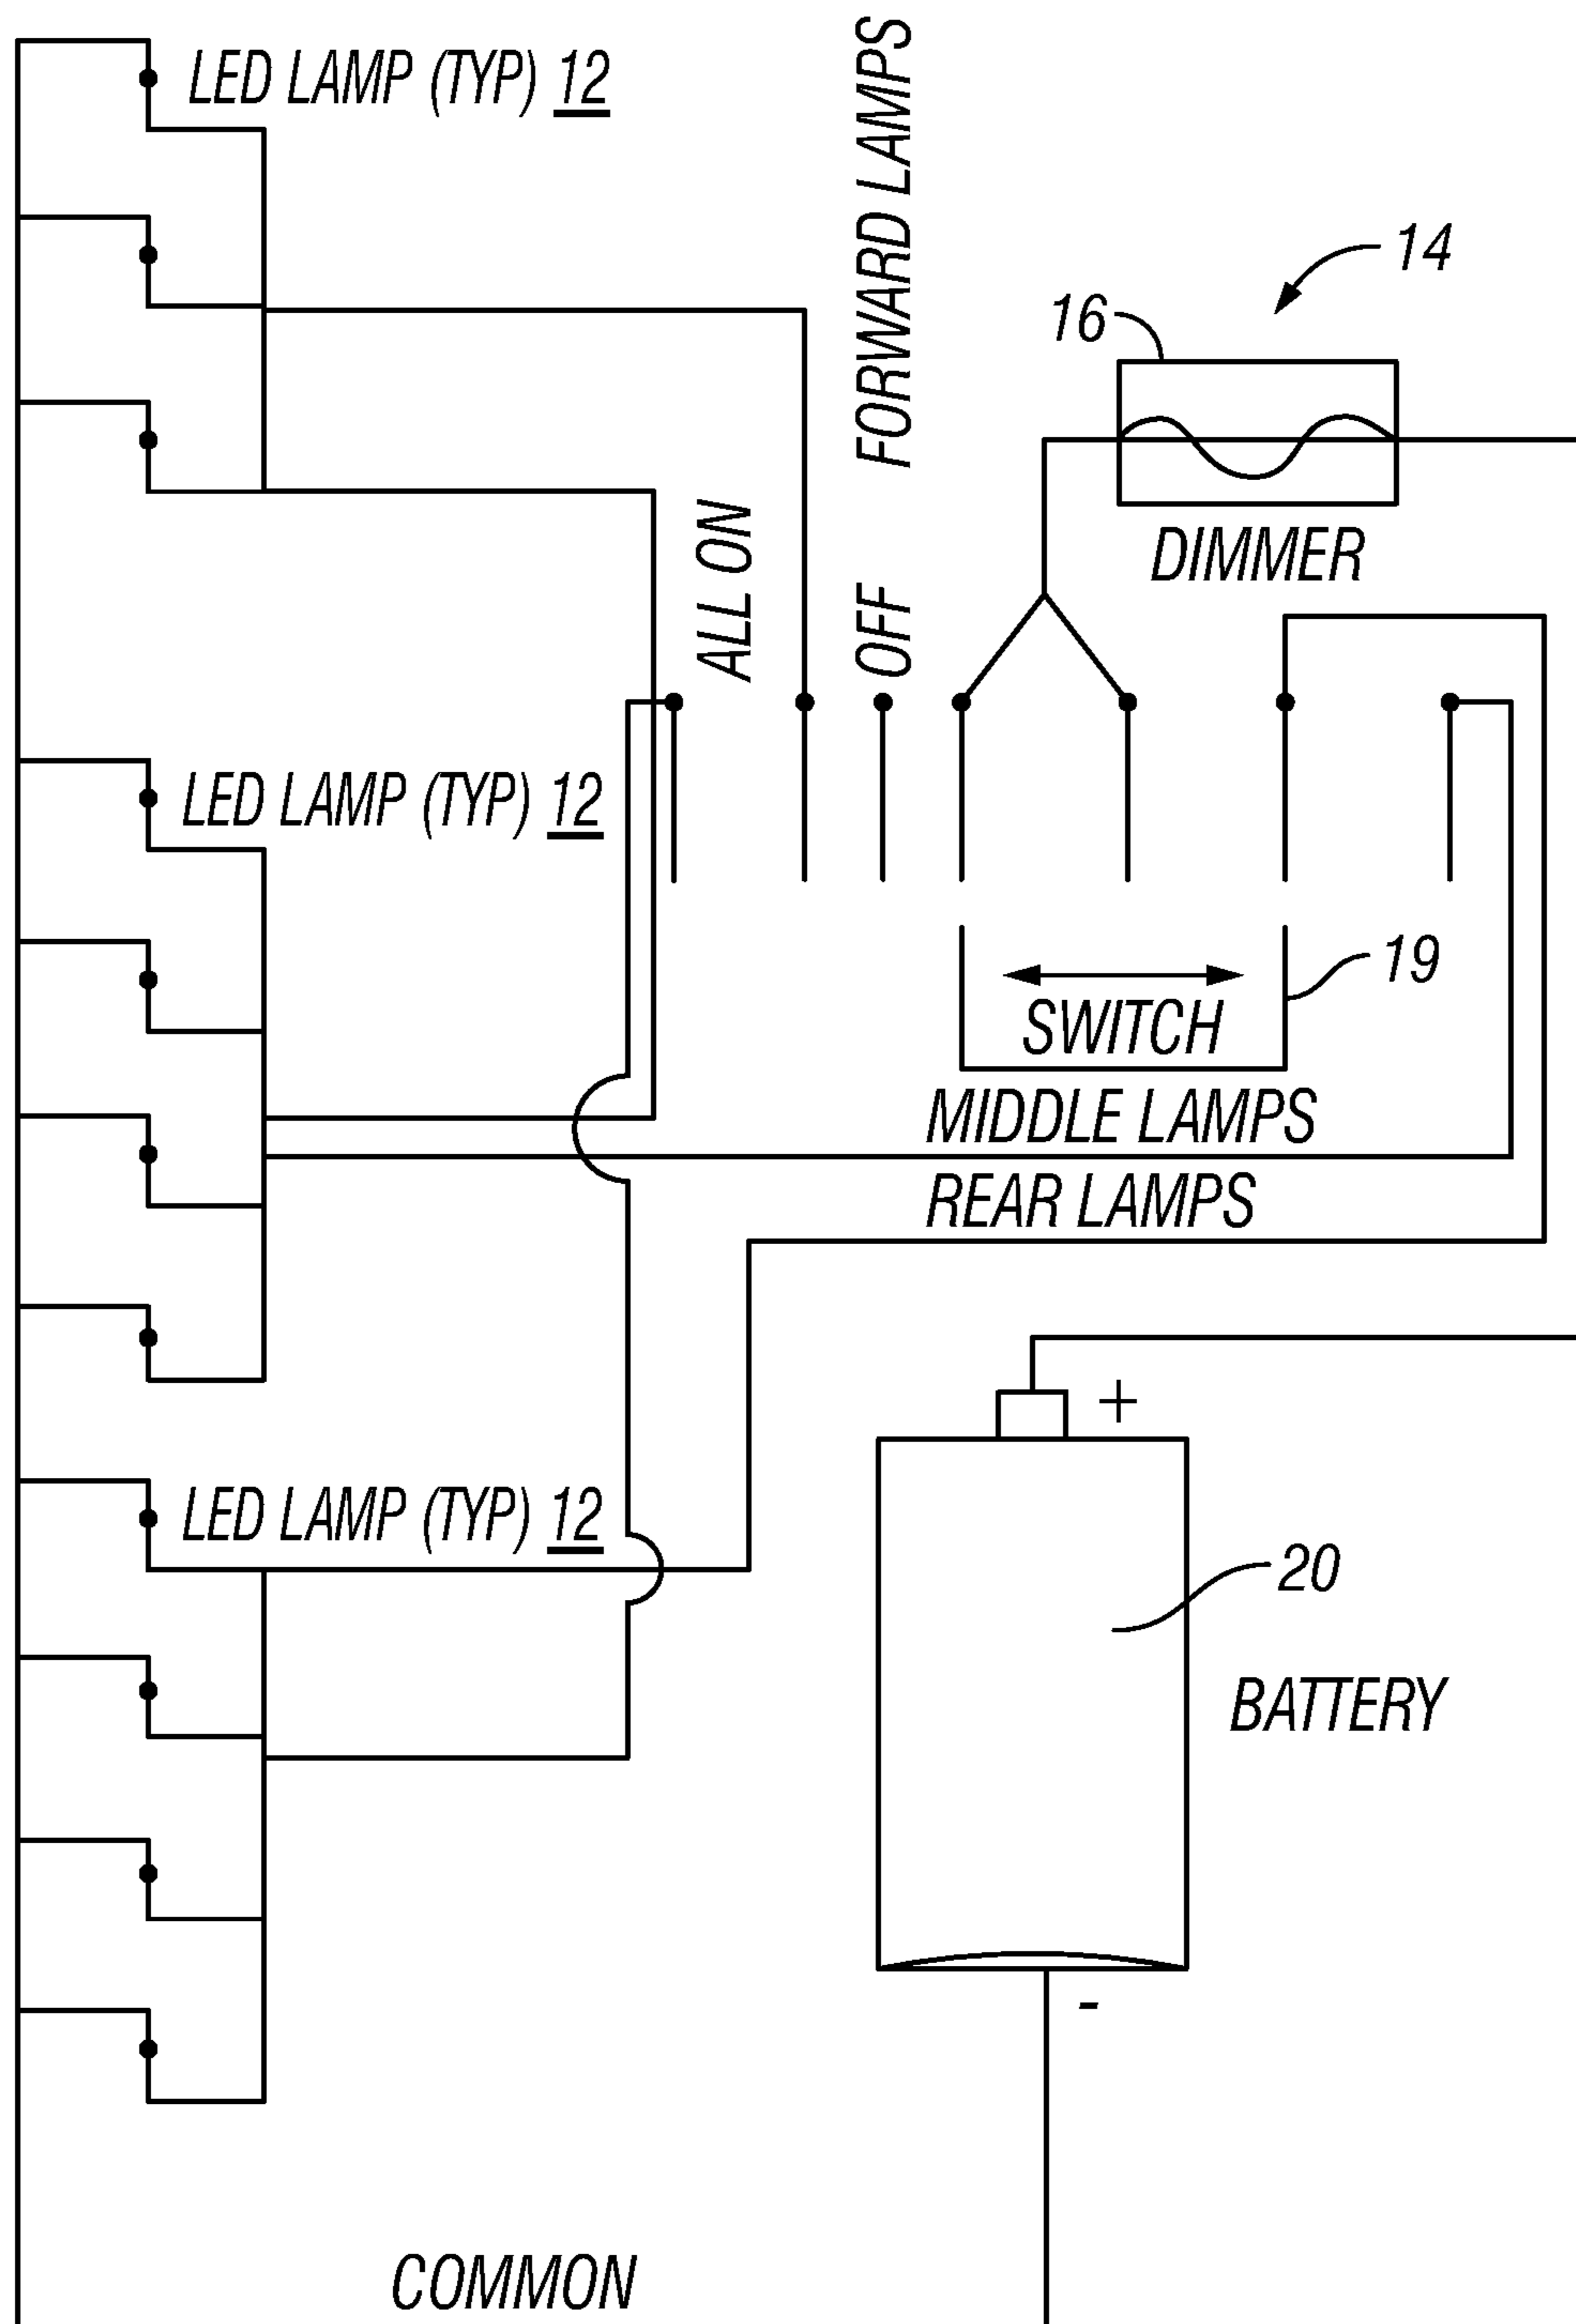 LED LAMP (TYP) 12
FORWARD LAMPS
14
16
DIMMER
ALL ON
OFF
LED LAMP (TYP) 12
19
SWITCH
MIDDLE LAMPS
REAR LAMPS
+
LED LAMP (TYP) 12
20
BATTERY
-
COMMON